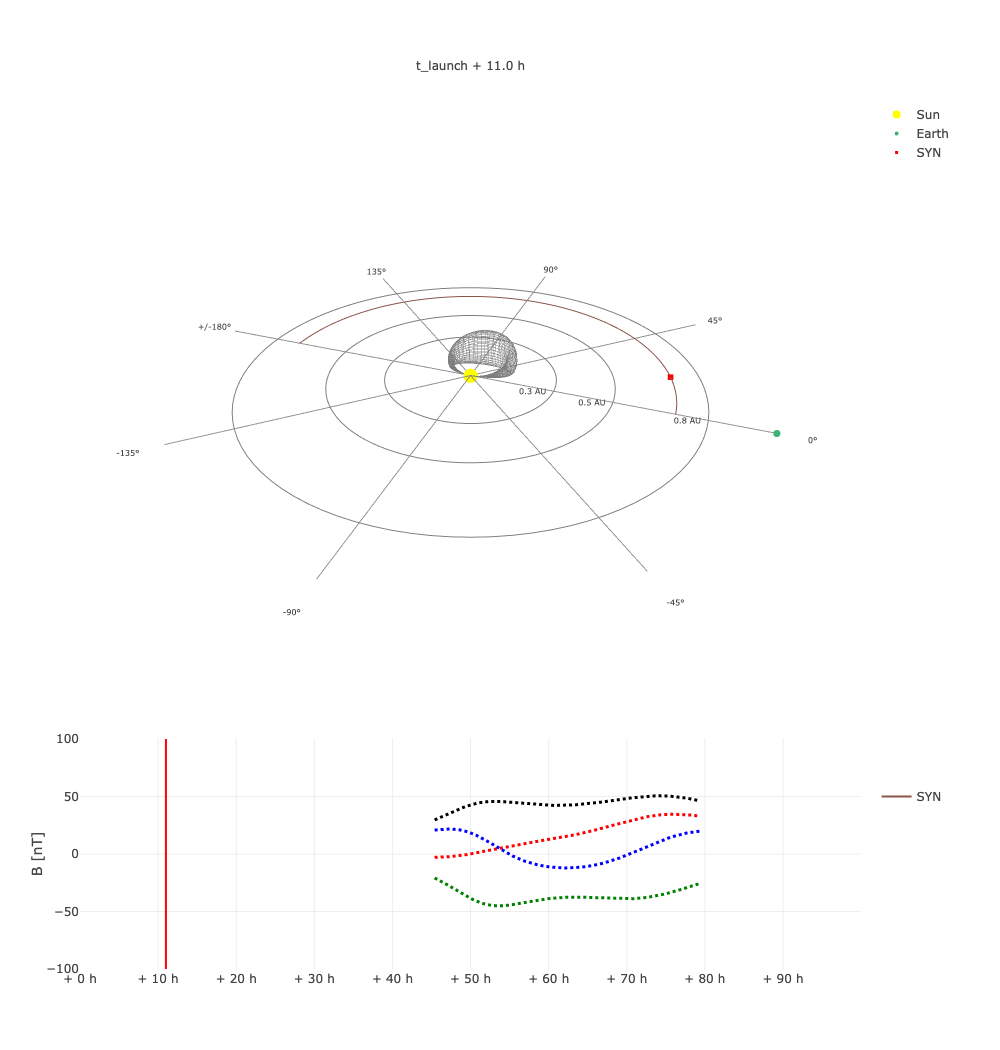 t_launch + 11.0 h
Sun
Earth
SYN
135°
90°
+/-180°
45°
0.3 AU
0.5 AU
0.8 AU
0°
-135°
-90°
-45°
100
50
0
−50
−100
B [nT]
+ 0 h
+ 10 h
+ 20 h
+ 30 h
+ 40 h
+ 50 h
+ 60 h
+ 70 h
+ 80 h
+ 90 h
SYN